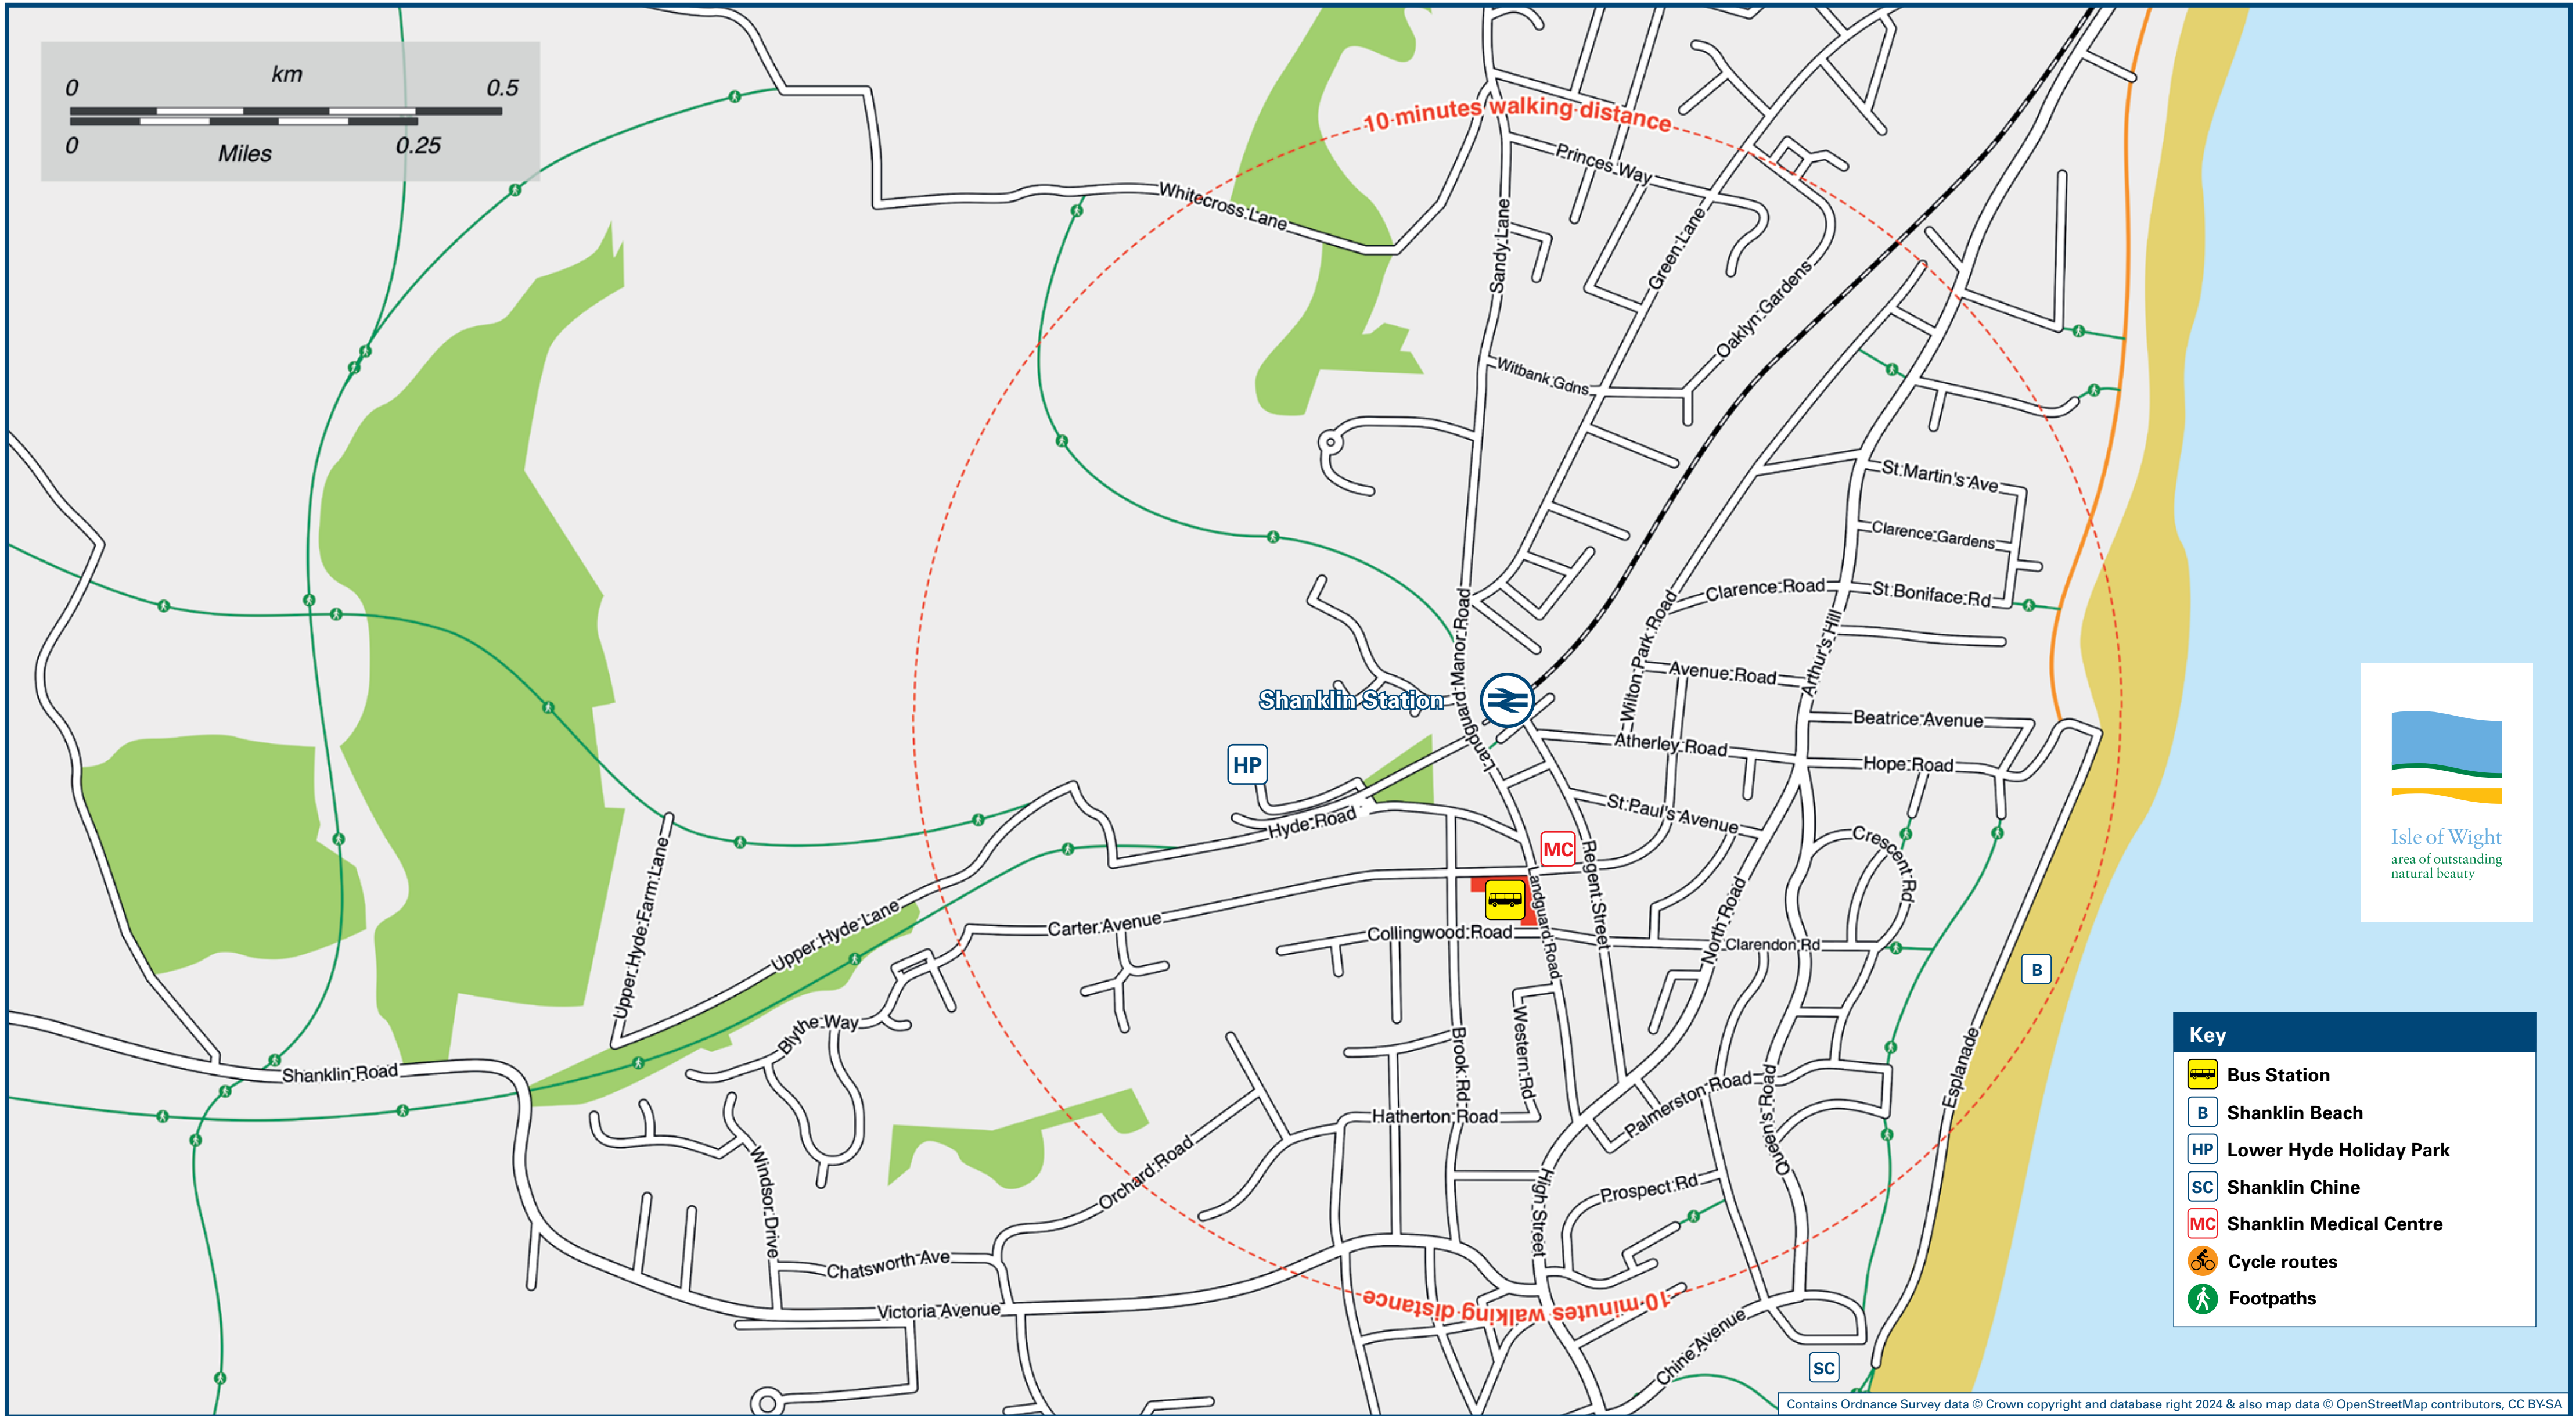 km
0 0.5
0 0.25
Miles
10 minutes walking distance
Princes Way
Whitecross Lane
Sandy Lane
Green Lane
Oaklyn Gardens
Witbank Gdns
St Martin's Ave
Clarence Gardens
Clarence Road
St Boniface Rd
Landguard Manor Road
Wilton Park Road
Arthur's Hill
Avenue Road
Shanklin Station
Beatrice Avenue
Atherley Road
Hope Road
HP
St Paul's Avenue
Hyde Road
MC
Regent Street
Crescent Rd
Upper Hyde Farm Lane
Upper Hyde Lane
Carter Avenue
Collingwood Road
Landguard Road
North Road
Clarendon Rd
B
Blythe Way
Western Rd
Brook Rd
Esplanade
Shanklin Road
Palmerston Road
Queen's Road
Hatherton Road
Orchard Road
Windsor Drive
High Street
Prospect Rd
Chatsworth Ave
Victoria Avenue
10 minutes walking distance
Chine Avenue
SC
Isle of Wight
area of outstanding
natural beauty
Key
Bus Station
B Shanklin Beach
HP Lower Hyde Holiday Park
SC Shanklin Chine
MC Shanklin Medical Centre
Cycle routes
Footpaths
Contains Ordnance Survey data © Crown copyright and database right 2024 & also map data © OpenStreetMap contributors, CC BY-SA